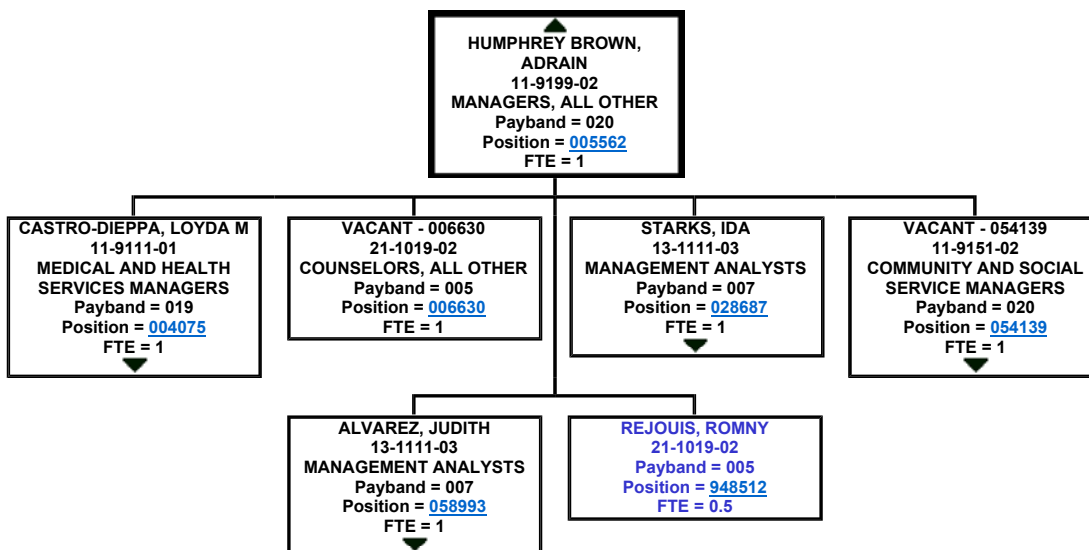 HUMPHREY BROWN,
ADRAIN
11-9199-02
MANAGERS, ALL OTHER
Payband = 020
Position = 005562
FTE = 1
CASTRO-DIEPPA, LOYDA M
11-9111-01
MEDICAL AND HEALTH
SERVICES MANAGERS
Payband = 019
Position = 004075
FTE = 1
VACANT - 006630
21-1019-02
COUNSELORS, ALL OTHER
Payband = 005
Position = 006630
FTE = 1
STARKS, IDA
13-1111-03
MANAGEMENT ANALYSTS
Payband = 007
Position = 028687
FTE = 1
VACANT - 054139
11-9151-02
COMMUNITY AND SOCIAL
SERVICE MANAGERS
Payband = 020
Position = 054139
FTE = 1
ALVAREZ, JUDITH
13-1111-03
MANAGEMENT ANALYSTS
Payband = 007
Position = 058993
FTE = 1
REJOUIS, ROMNY
21-1019-02
Payband = 005
Position = 948512
FTE = 0.5